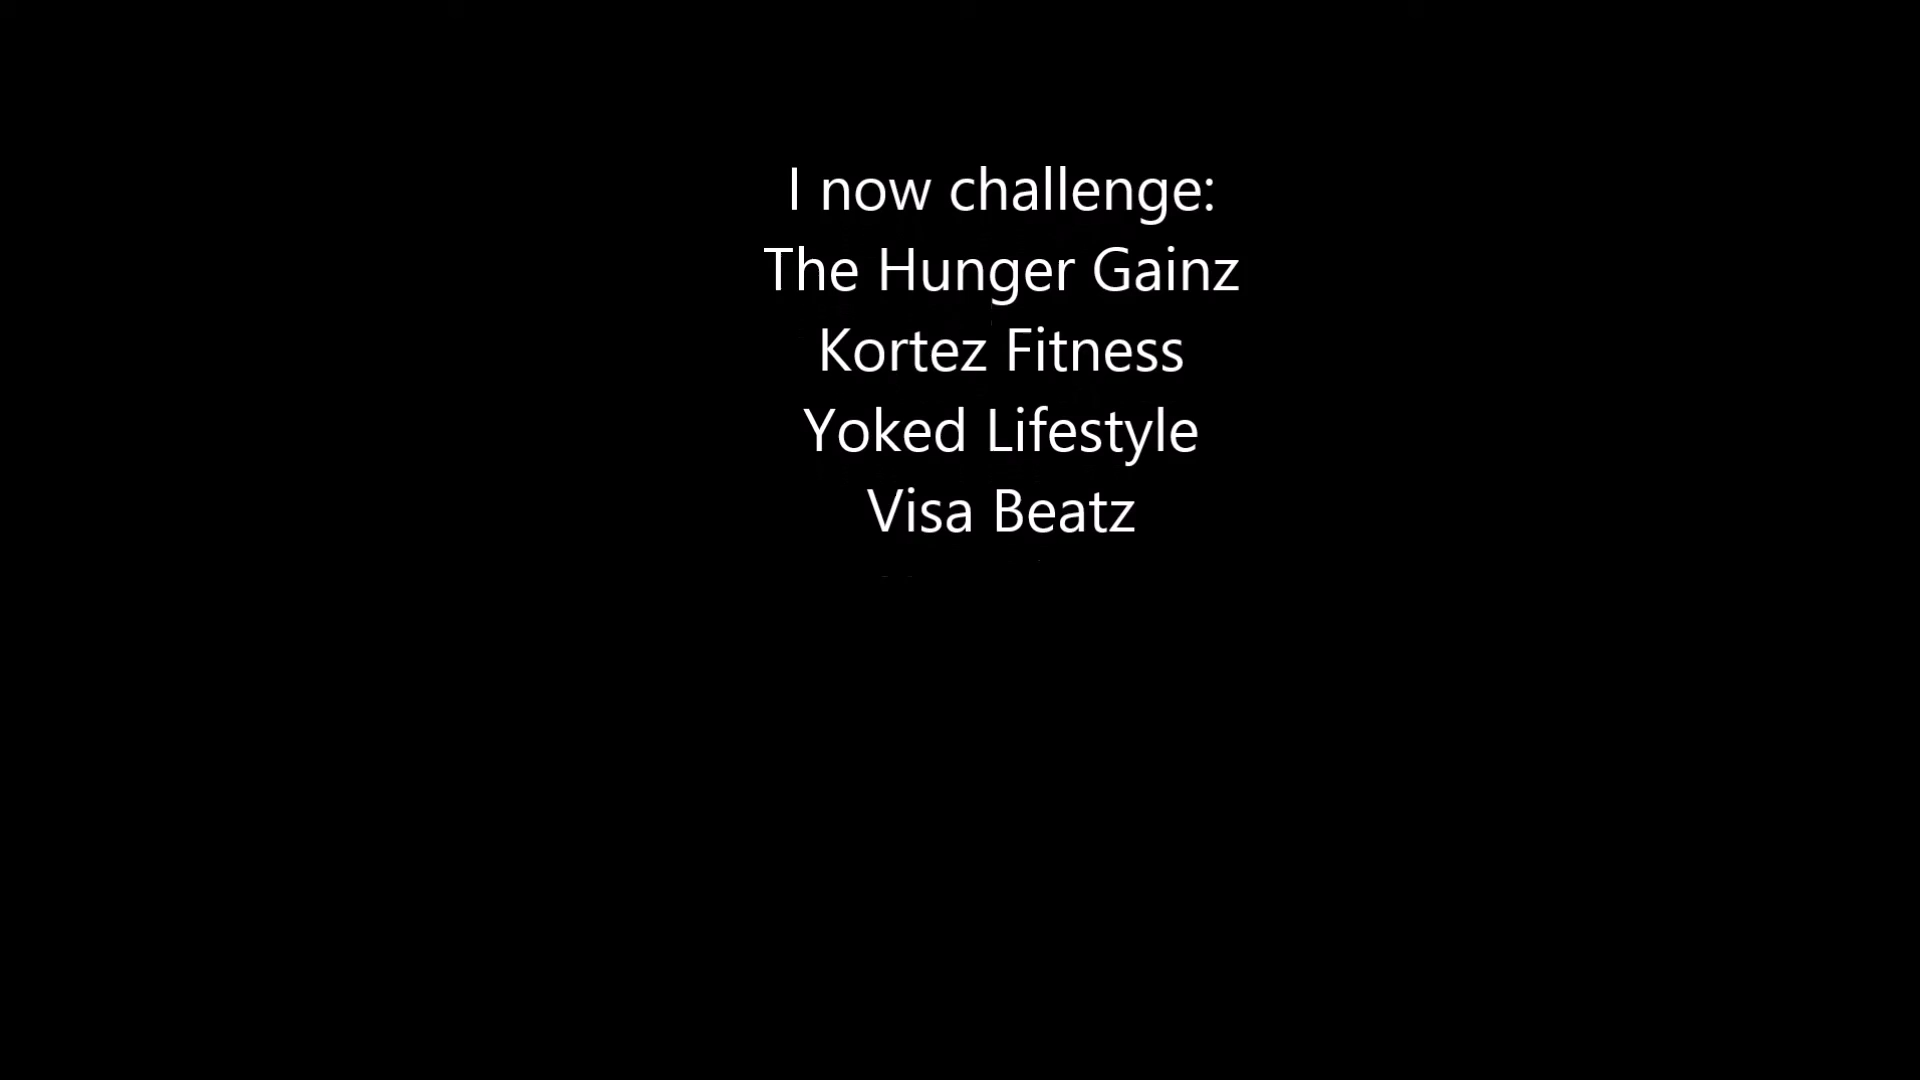 I now challenge:
The Hunger Gainz
Kortez Fitness
Yoked Lifestyle
Visa Beatz